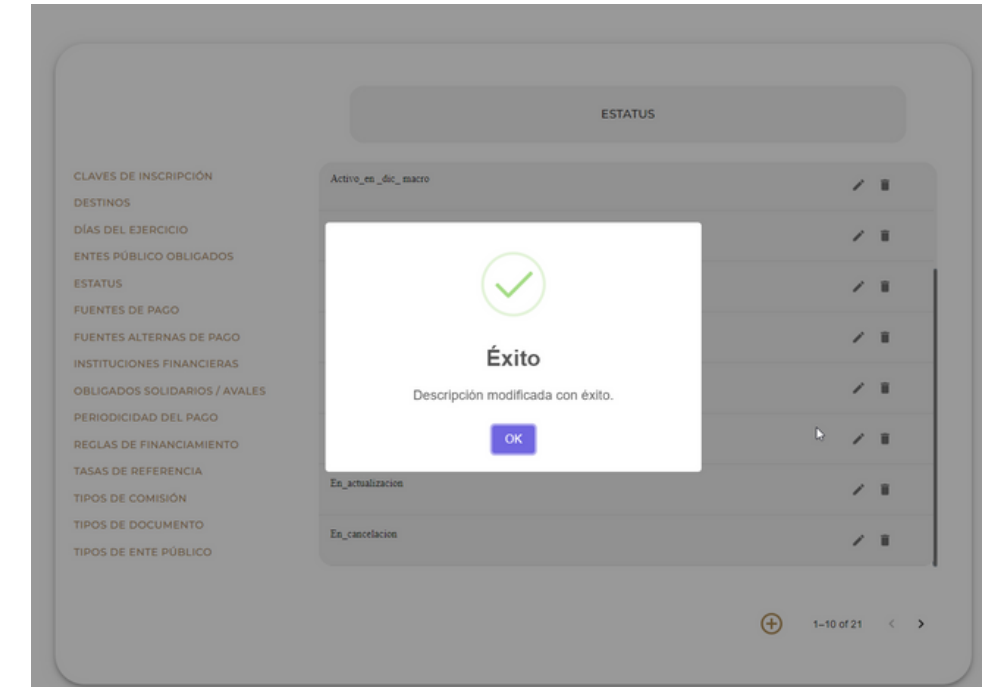 ESTATUS
CLAVES DE INSCRIPCIÓN
DESTINOS
DÍAS DEL EJERCICIO
ENTES PÚBLICO OBLIGADOS
ESTATUS
FUENTES DE PAGO
FUENTES ALTERNAS DE PAGO
INSTITUCIONES FINANCIERAS
OBLIGADOS SOLIDARIOS / AVALES
PERIODICIDAD DEL PAGO
REGLAS DE FINANCIAMIENTO
TASAS DE REFERENCIA
TIPOS DE COMISIÓN
TIPOS DE DOCUMENTO
TIPOS DE ENTE PÚBLICO
Activo_en _dic_ macro
Éxito
Descripción modificada con éxito.
OK
En_actualizacion
En_cancelacion
1–10 of 21